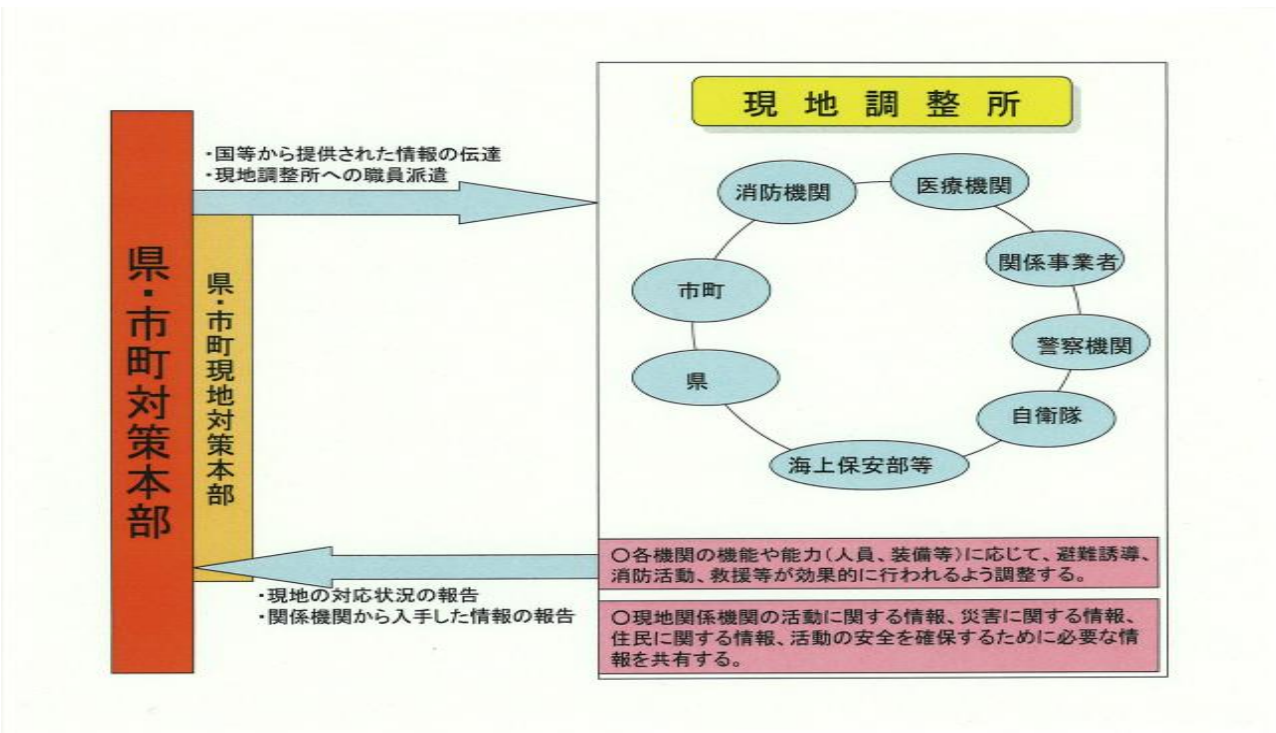 現地調整所
・国等から提供された情報の伝達
・現地調整所への職員派遣
消防機関
医療機関
関係事業者
市町
警察機関
県
自衛隊
海上保安部等
県・市町対策本部
県・市町現地対策本部
・現地の対応状況の報告
・関係機関から入手した情報の報告
○各機関の機能や能力(人員、装備等)に応じて、避難誘導、
消防活動、救援等が効果的に行われるよう調整する。
○現地関係機関の活動に関する情報、災害に関する情報、
住民に関する情報、活動の安全を確保するために必要な情
報を共有する。